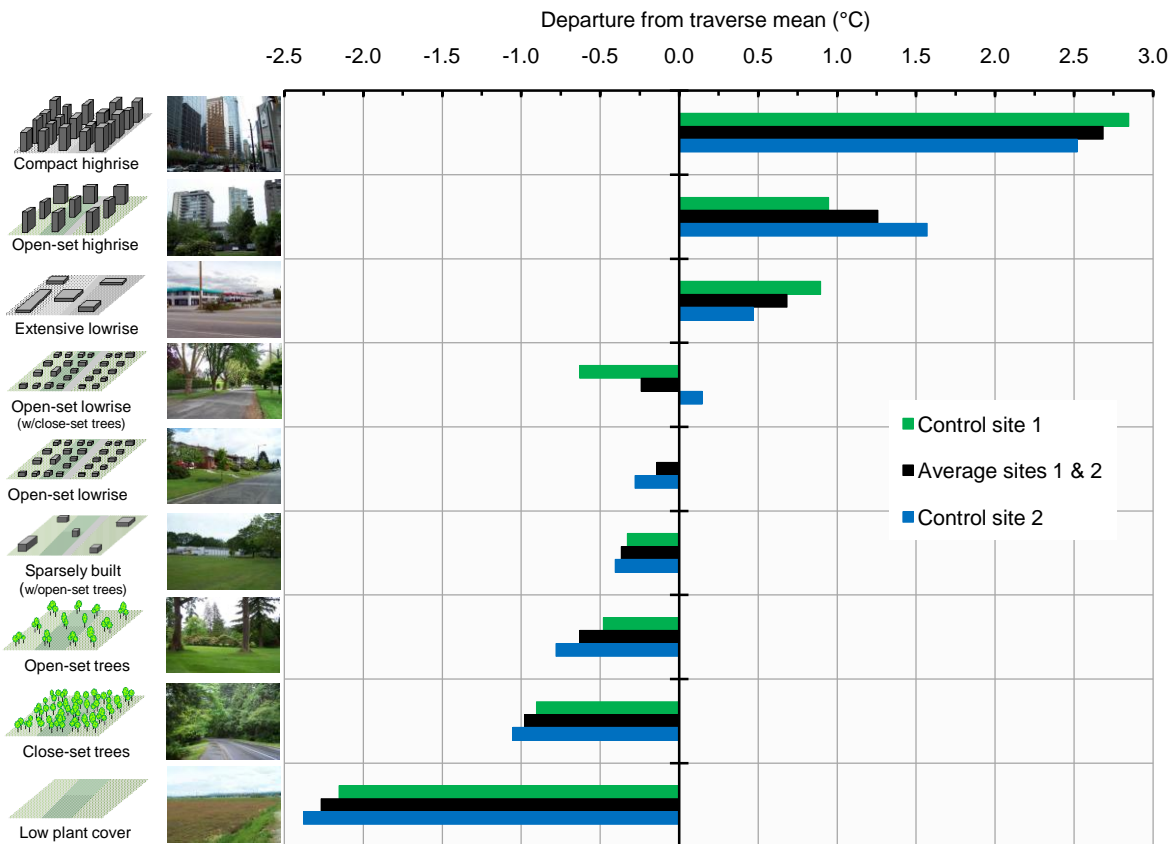 Departure from traverse mean (°C)
-2.5 -2.0 -1.5 -1.0 -0.5 0.0 0.5 1.0 1.5 2.0 2.5 3.0
Compact highrise
Open-set highrise
Extensive lowrise
Open-set lowrise
(w/close-set trees)
Open-set lowrise
Sparsely built
(w/open-set trees)
Open-set trees
Close-set trees
Low plant cover
Control site 1
Average sites 1 & 2
Control site 2